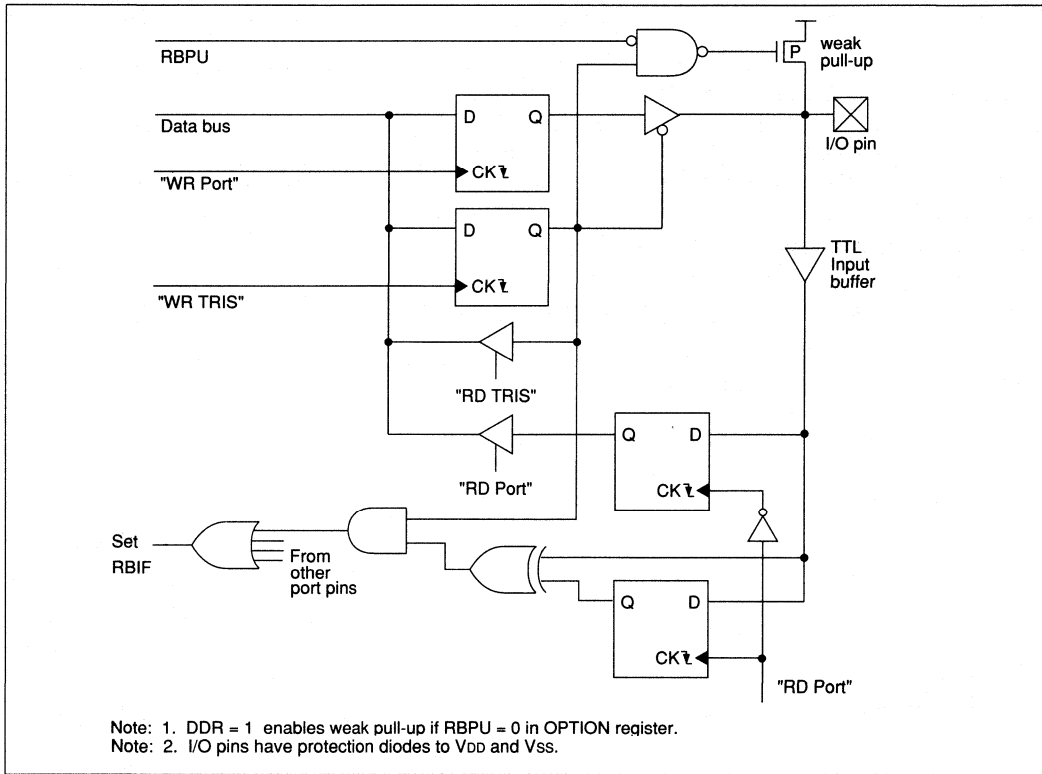 RBPU
P
weak
pull-up
Data bus
D
Q
CK
I/O pin
"WR Port"
D
Q
CK
"WR TRIS"
TTL
Input
buffer
"RD TRIS"
Q
D
CK
"RD Port"
Set
RBIF
From
other
port pins
Q
D
CK
"RD Port"
Note: 1. DDR = 1 enables weak pull-up if RBPU = 0 in OPTION register.
Note: 2. I/O pins have protection diodes to VDD and VSS.